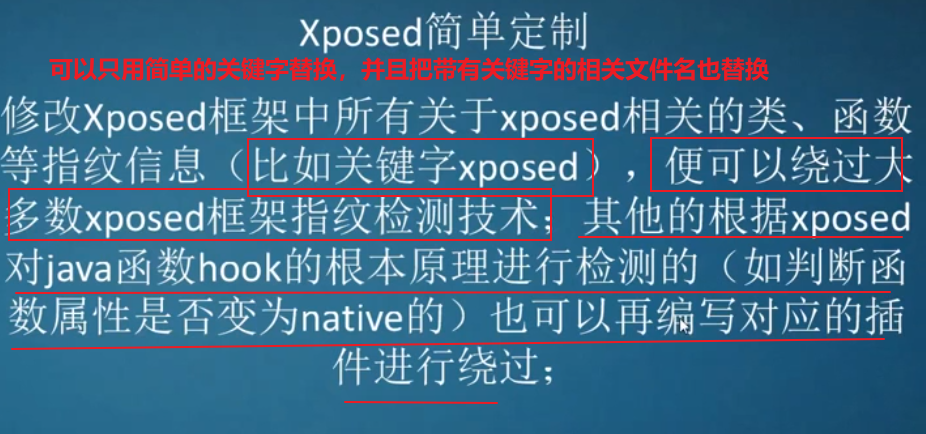 Xposed简单定制
可以只用简单的关键字替换，并且把带有关键字的相关文件名也替换
修改Xposed框架中所有关于xposed相关的类、函数
等指纹信息（比如关键字xposed），便可以绕过大
多数xposed框架指纹检测技术；其他的根据xposed
对java函数hook的根本原理进行检测的（如判断函
数属性是否变为native的）也可以再编写对应的插
件进行绕过；